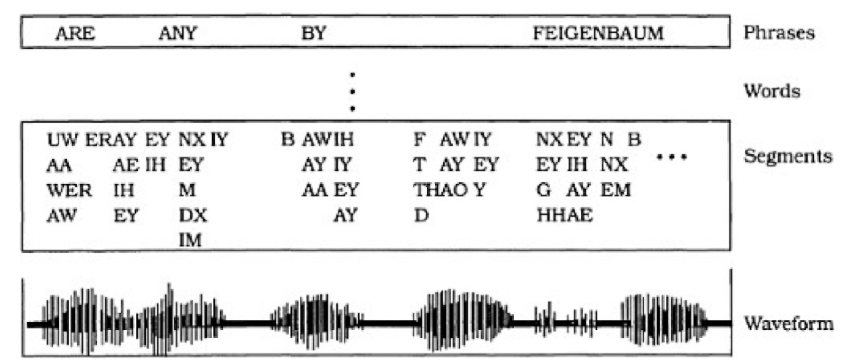 ARE ANY BY FEIGENBAUM Phrases
Words
UW ERAY EY NX IY B AWIH F AW IY NXEY N B
AA AE IH EY AY IY T AY EY EY IH NX ... Segments
WER IH M AA EY THAO Y G AY EM
AW EY DX AY D HHAE
IM
Waveform